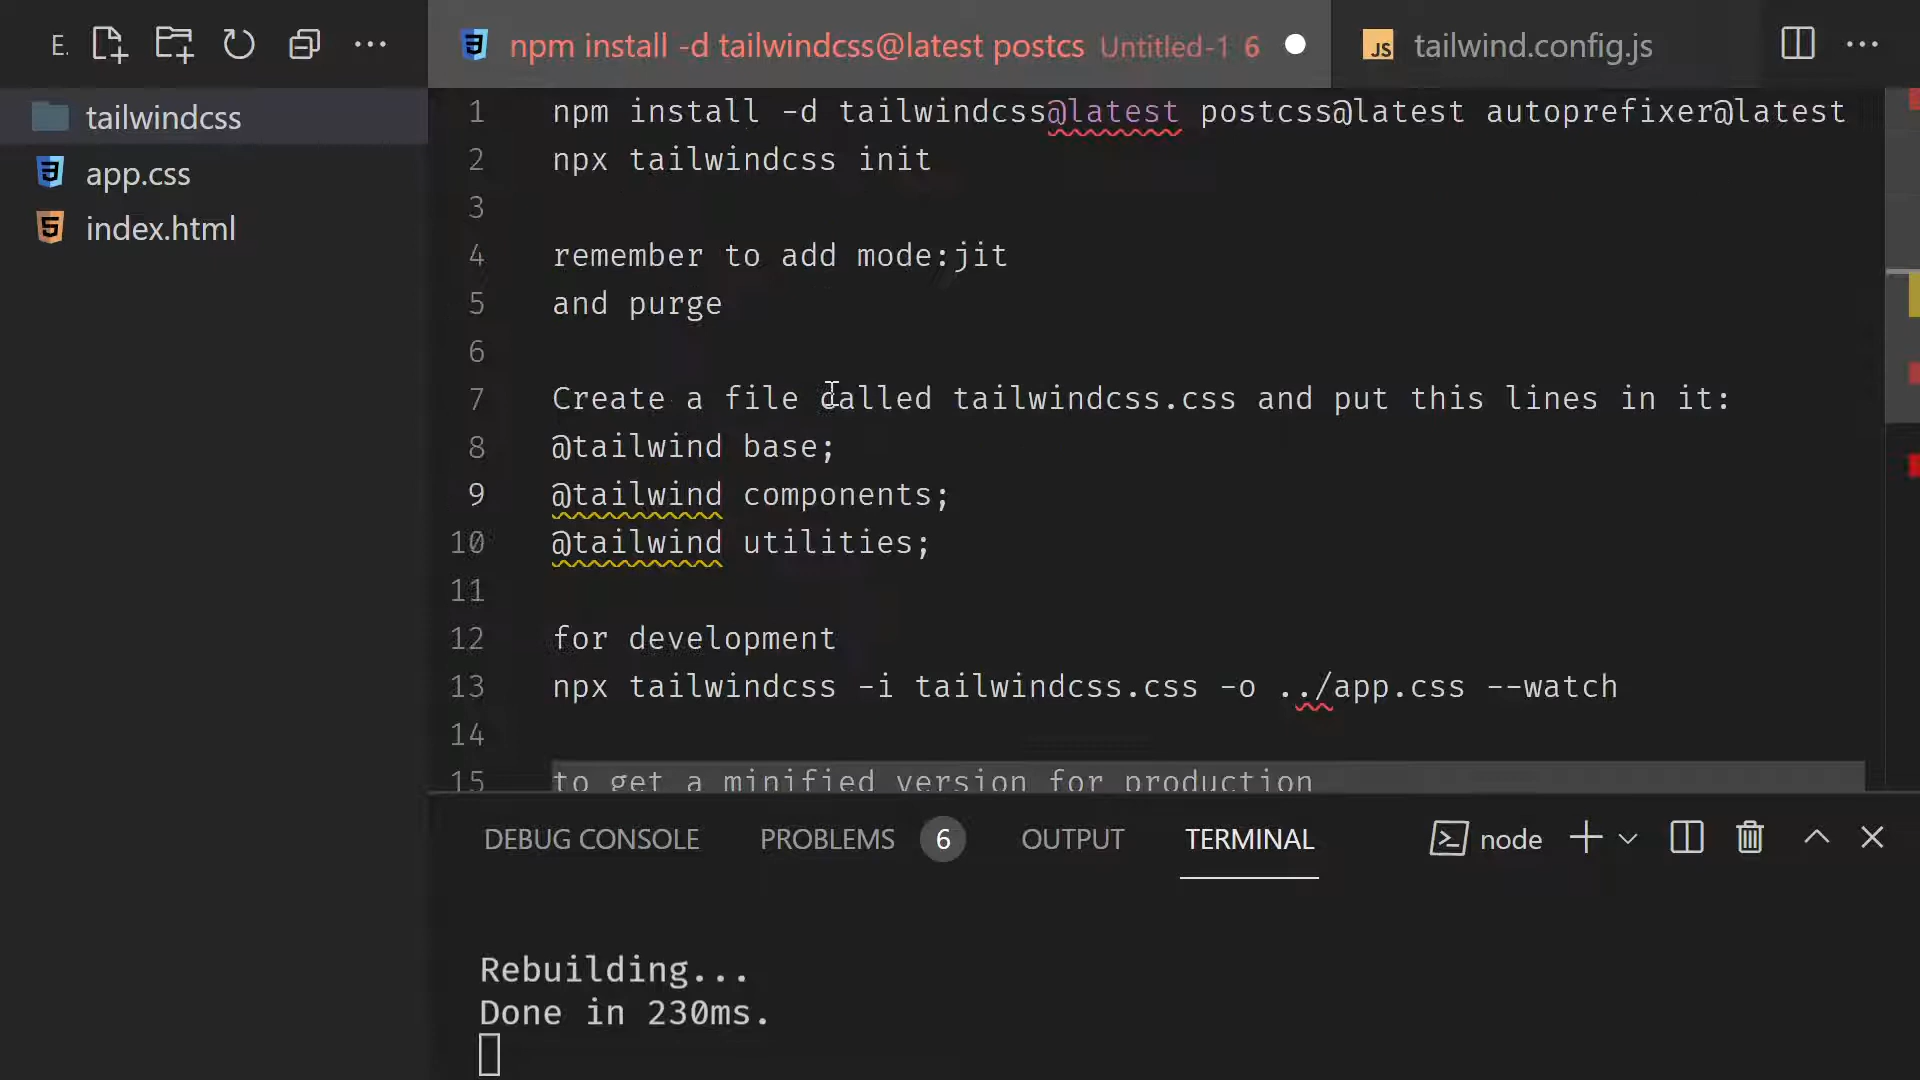 E.
npm install -d tailwindcss@latest postcs Untitled-1 6
tailwind.config.js
tailwindcss
app.css
index.html
1 npm install -d tailwindcss@latest postcss@latest autoprefixer@latest
2 npx tailwindcss init
3
4 remember to add mode:jit
5 and purge
6
7 Create a file called tailwindcss.css and put this lines in it:
8 @tailwind base;
9 @tailwind components;
10 @tailwind utilities;
11
12 for development
13 npx tailwindcss -i tailwindcss.css -o ../app.css --watch
14
15 to get a minified version for production
DEBUG CONSOLE PROBLEMS 6 OUTPUT TERMINAL node
Rebuilding...
Done in 230ms.